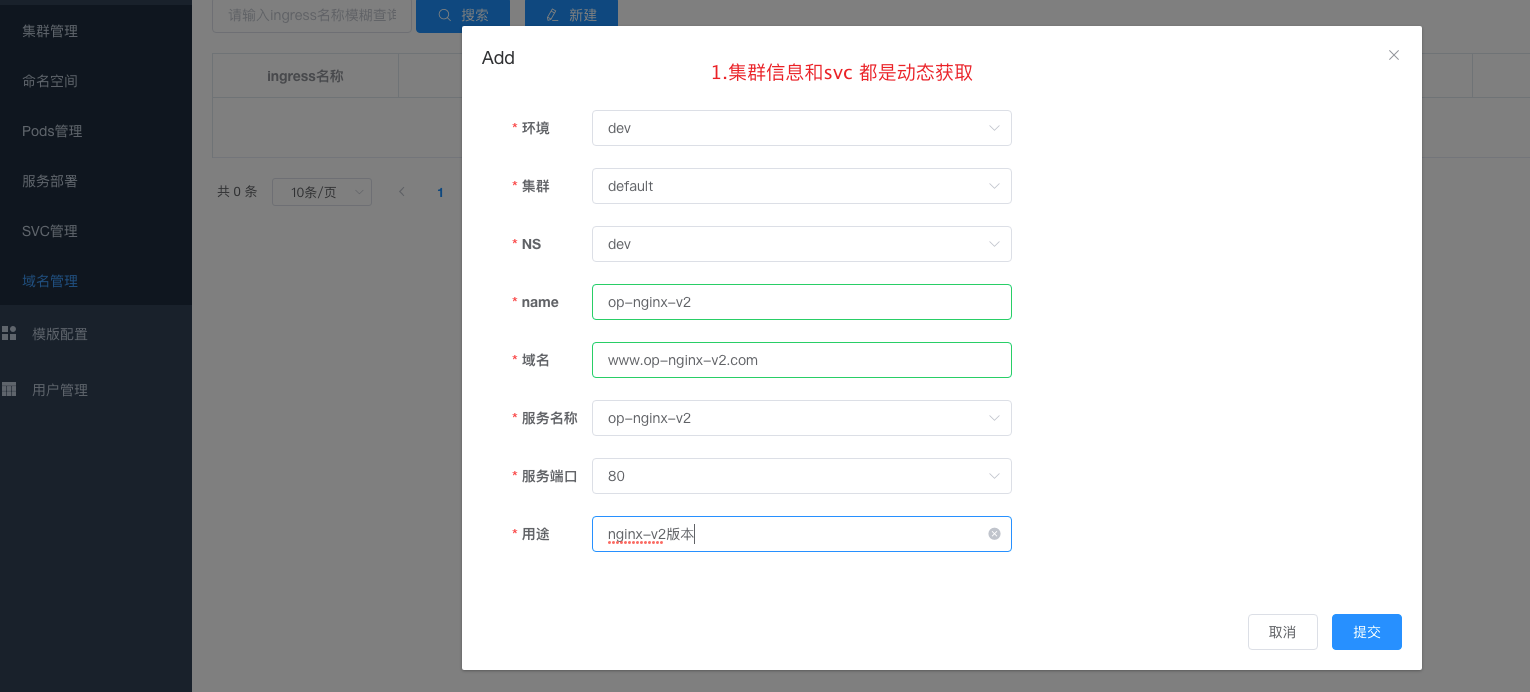 集群管理
命名空间
Pods管理
服务部署
SVC管理
域名管理
模版配置
用户管理
请输入ingress名称模糊查询
搜索
新建
ingress名称
共 0 条
10条/页
1
Add
1.集群信息和svc 都是动态获取
* 环境
dev
* 集群
default
* NS
dev
* name
op-nginx-v2
* 域名
www.op-nginx-v2.com
* 服务名称
op-nginx-v2
* 服务端口
80
* 用途
nginx-v2版本
取消
提交